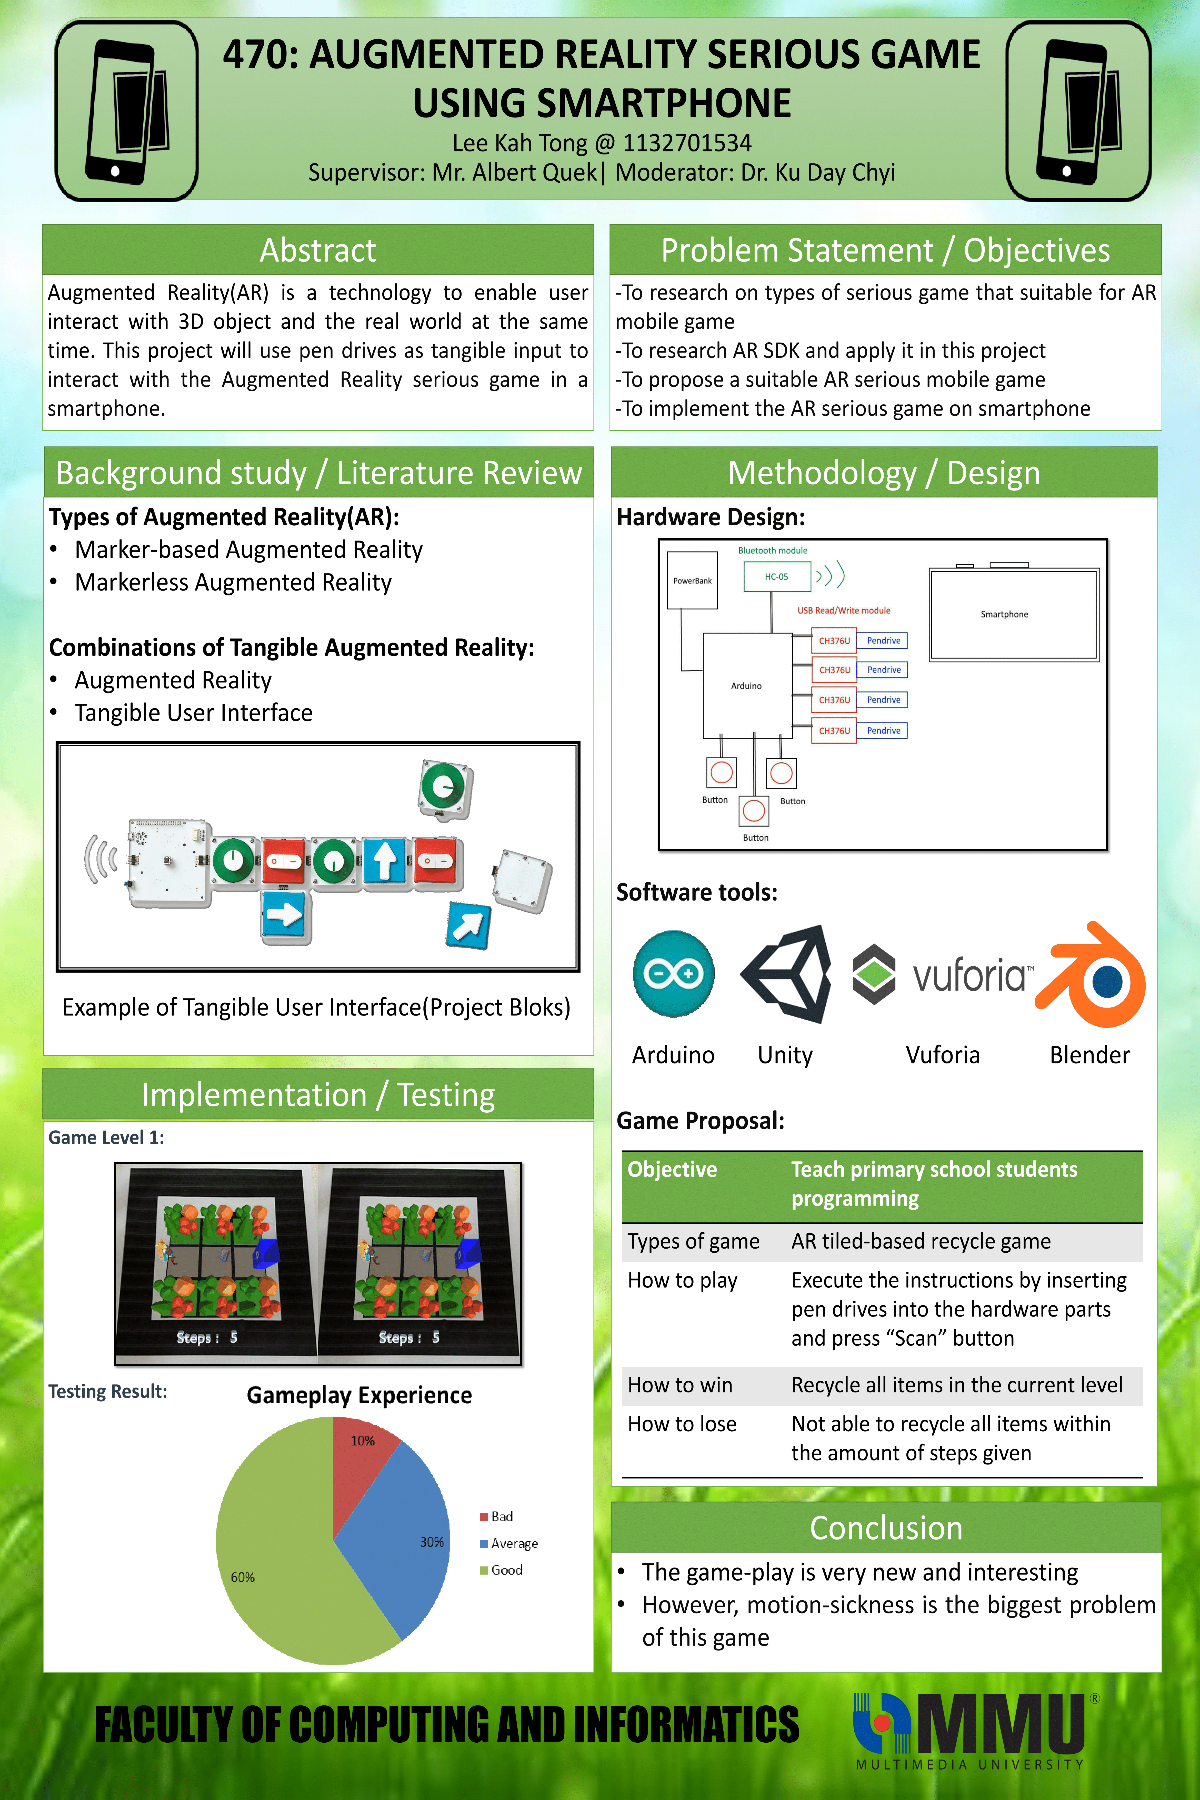 470: AUGMENTED REALITY SERIOUS GAME
USING SMARTPHONE
Lee Kah Tong @ 1132701534
Supervisor: Mr. Albert Quek| Moderator: Dr. Ku Day Chyi
Abstract
Augmented Reality(AR) is a technology to enable user
interact with 3D object and the real world at the same
time. This project will use pen drives as tangible input to
interact with the Augmented Reality serious game in a
smartphone.
Problem Statement / Objectives
-To research on types of serious game that suitable for AR
mobile game
-To research AR SDK and apply it in this project
-To propose a suitable AR serious mobile game
-To implement the AR serious game on smartphone
Background study / Literature Review
Types of Augmented Reality(AR):
• Marker-based Augmented Reality
• Markerless Augmented Reality
Combinations of Tangible Augmented Reality:
• Augmented Reality
• Tangible User Interface
Example of Tangible User Interface(Project Bloks)
Methodology / Design
Hardware Design:
Bluetooth module
PowerBank
HC-05
USB Read/Write module
Smartphone
CH376U Pendrive
CH376U Pendrive
Arduino
CH376U Pendrive
CH376U Pendrive
Button
Button
Button
Software tools:
vuforia™
Arduino
Unity
Vuforia
Blender
Game Proposal:
Objective Teach primary school students
programming
Types of game AR tiled-based recycle game
How to play Execute the instructions by inserting
pen drives into the hardware parts
and press “Scan” button
How to win Recycle all items in the current level
How to lose Not able to recycle all items within
the amount of steps given
Implementation / Testing
Game Level 1:
Steps : 5
Steps : 5
Testing Result:
Gameplay Experience
10%
30%
60%
Bad
Average
Good
Conclusion
• The game-play is very new and interesting
• However, motion-sickness is the biggest problem
of this game
FACULTY OF COMPUTING AND INFORMATICS
MMU®
MULTIMEDIA UNIVERSITY